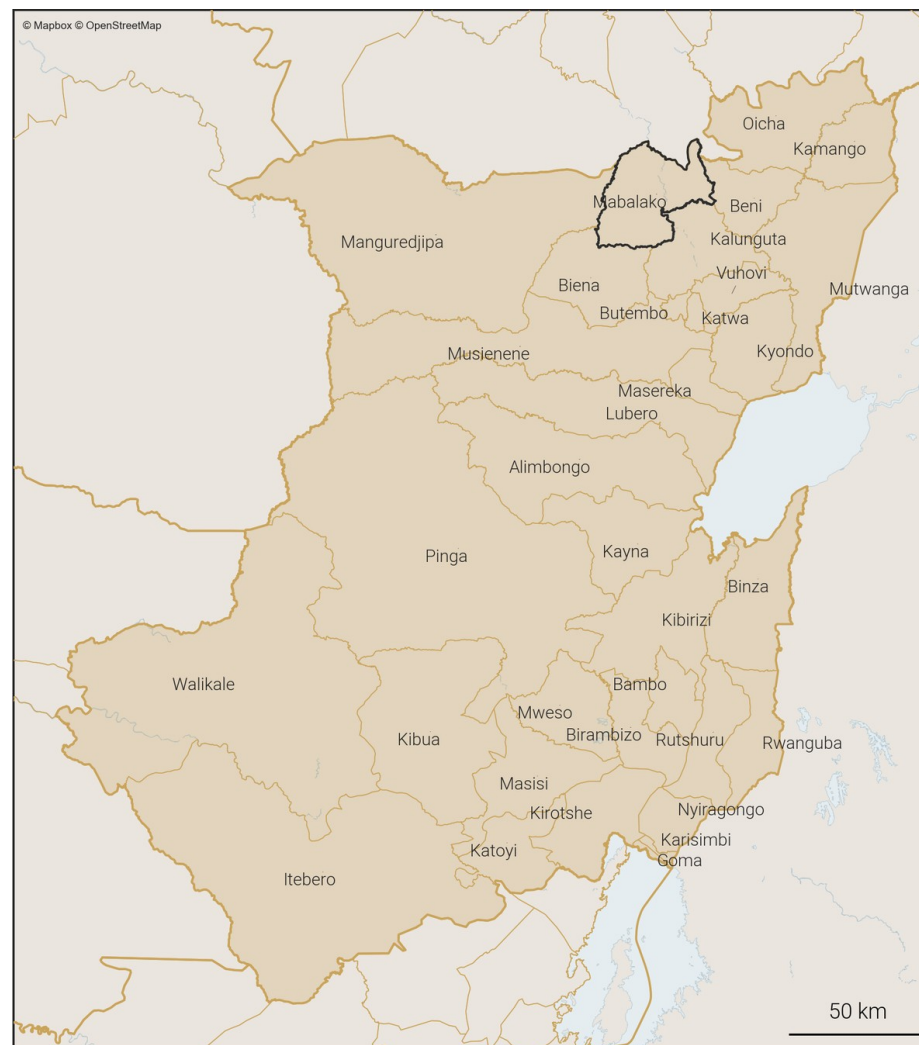 © Mapbox © OpenStreetMap
Oicha
Kamango
Mabalako
Beni
Manguredjipa
Kalunguta
Vuhovi
Biena
Mutwanga
Butembo
Katwa
Musienene
Kyondo
Masereka
Lubero
Alimbongo
Kayna
Pinga
Binza
Kibirizi
Walikale
Bambo
Mweso
Birambizo
Kibua
Rutshuru
Rwanguba
Masisi
Kirotshe
Nyiragongo
Karisimbi
Katoyi
Goma
Itebero
50 km